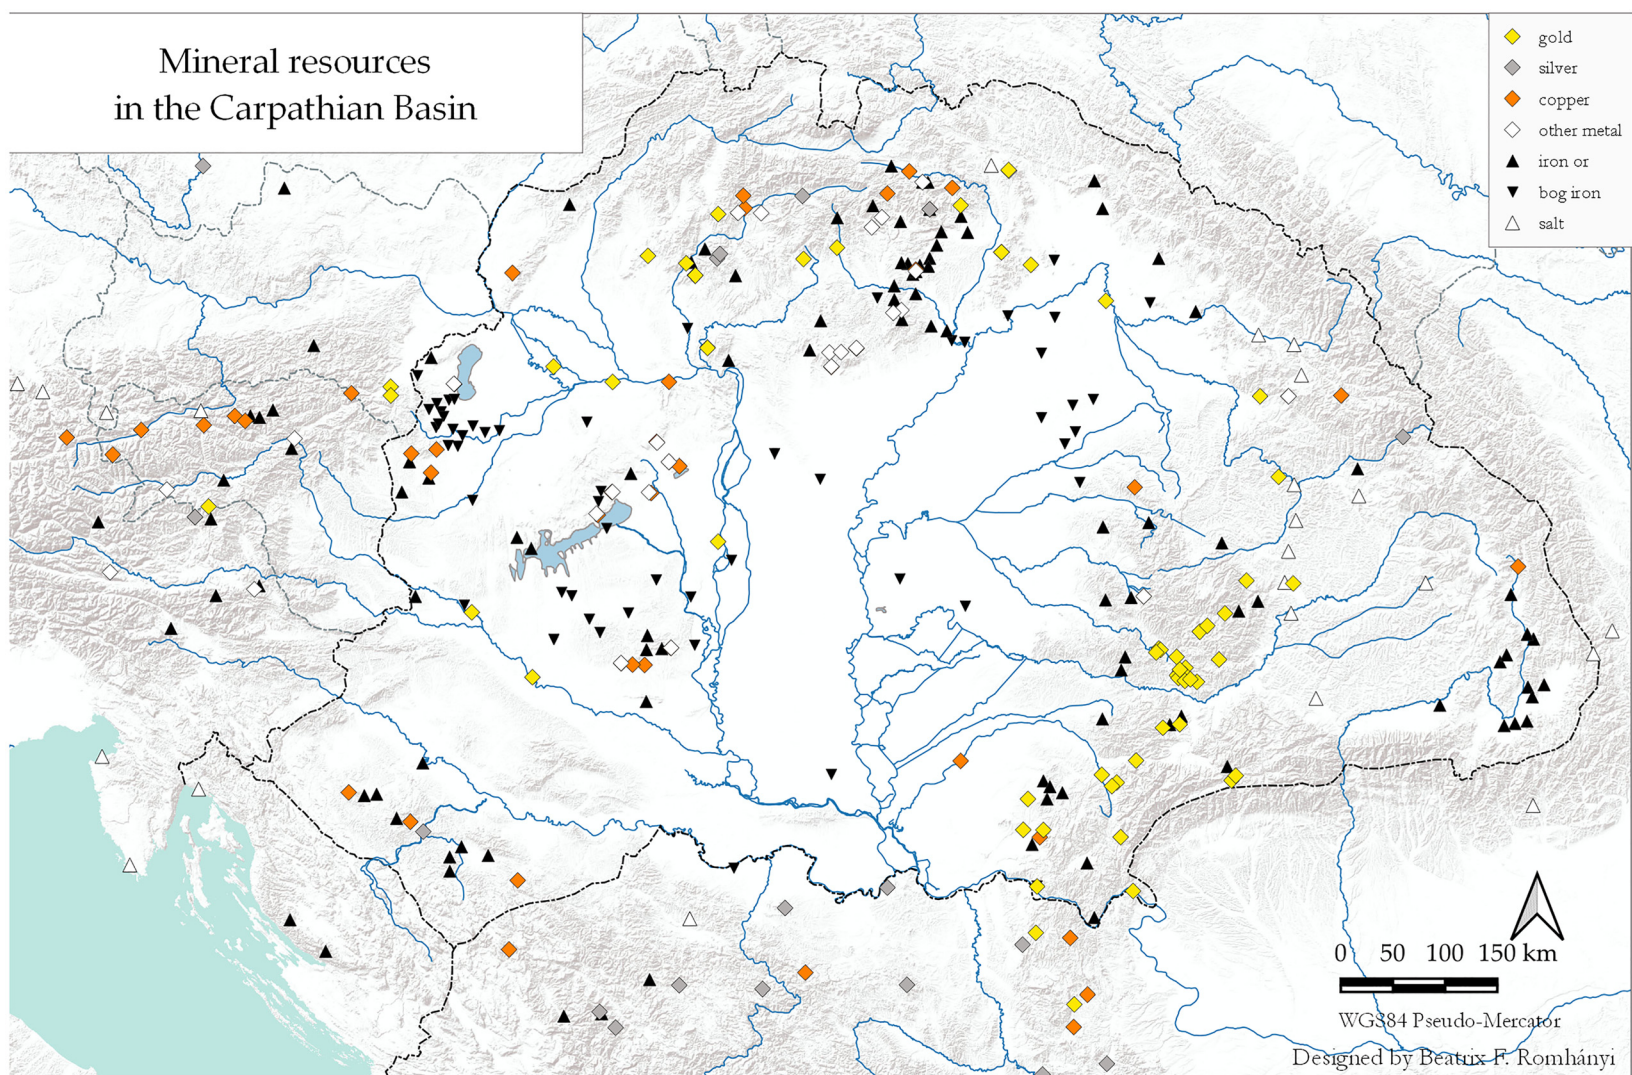 Mineral resources
in the Carpathian Basin
gold
silver
copper
other metal
iron or
bog iron
salt
0 50 100 150 km
WGS84 Pseudo-Mercator
Designed by Beatrix F. Romhányi